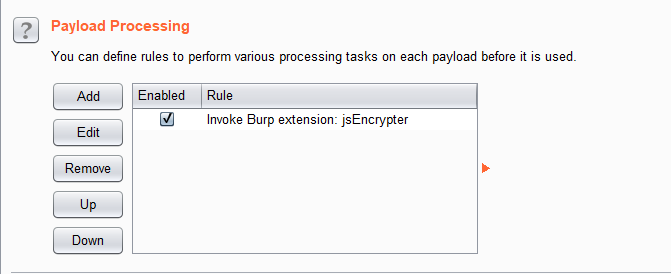 ?
Payload Processing
You can define rules to perform various processing tasks on each payload before it is used.
Add
Edit
Remove
Up
Down
Enabled Rule
Invoke Burp extension: jsEncrypter